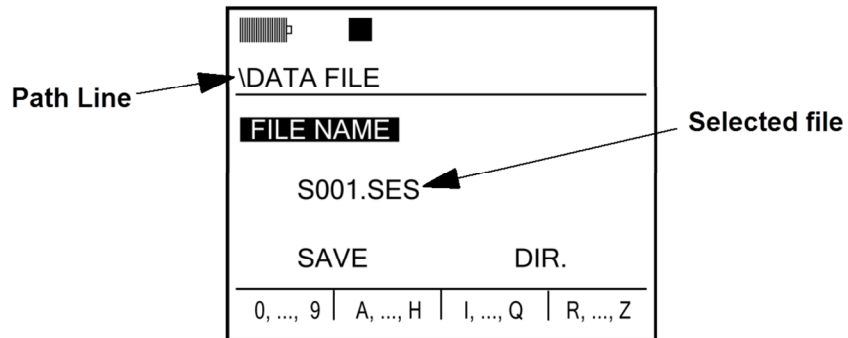 \DATA FILE
Path Line
FILE NAME
Selected file
S001.SES
SAVE DIR.
0, ..., 9 A, ..., H I, ..., Q R, ..., Z